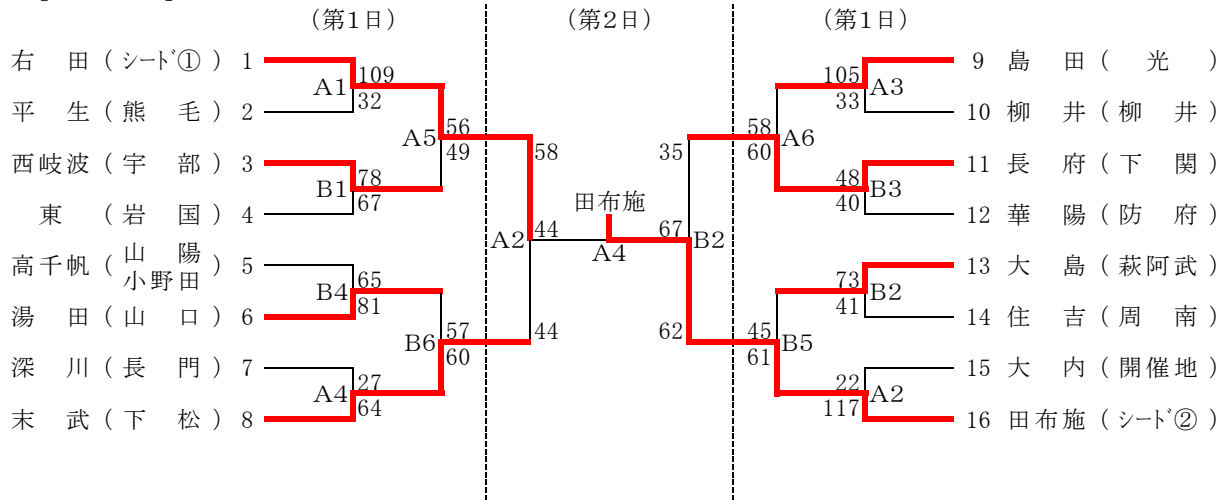 (第1日) (第2日) (第1日)
右 田 ( シード① ) 1 109 105 9 島 田 ( 光 )
A1 A3
平 生 ( 熊 毛 ) 2 32 33 10 柳 井 ( 柳 井 )
56 58
A5 A6
49 58 35 60
西岐波 ( 宇 部 ) 3 11 長 府 ( 下 関 )
78 48
B1 B3
67 40
東 ( 岩 国 ) 4 田布施 12 華 陽 ( 防 府 )
44 67
A2 A4 B2
高千帆 ( 山 陽 小野田 ) 5 13 大 島 ( 萩阿武 )
65 73
B4 B2
81 41
湯 田 ( 山 口 ) 6 14 住 吉 ( 周 南 )
57 44 62 45
B6 B5
60 61
深 川 ( 長 門 ) 7 15 大 内 ( 開催地 )
27 22
A4 A2
64 117
末 武 ( 下 松 ) 8 16 田布施 ( シード② )